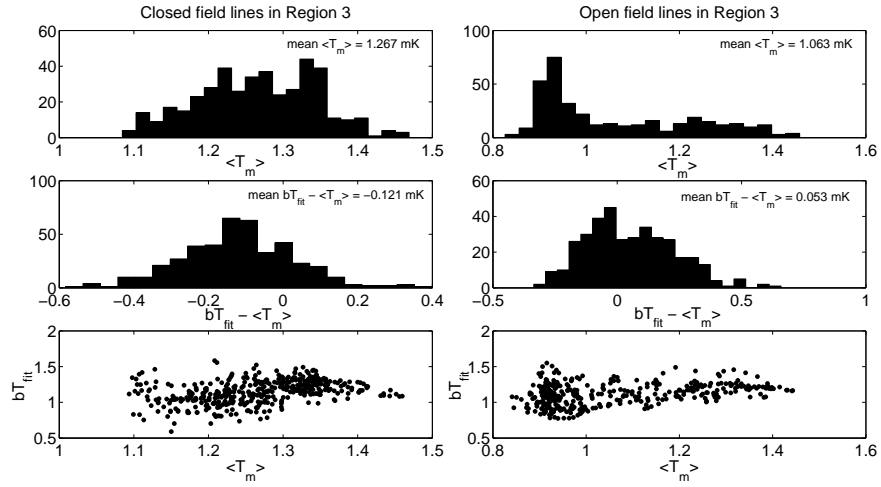 Closed field lines in Region 3
60
40
20
0
mean <T_m> = 1.267 mK
1 1.1 1.2 1.3 1.4 1.5
<T_m>
100
50
0
mean bT_fit − <T_m> = −0.121 mK
−0.6 −0.4 −0.2 0 0.2 0.4
bT_fit − <T_m>
2
1.5
1
0.5
bT_fit
1 1.1 1.2 1.3 1.4 1.5
<T_m>
Open field lines in Region 3
100
50
0
mean <T_m> = 1.063 mK
0.8 1 1.2 1.4 1.6
<T_m>
60
40
20
0
mean bT_fit − <T_m> = 0.053 mK
−0.5 0 0.5 1
bT_fit − <T_m>
2
1.5
1
0.5
bT_fit
0.8 1 1.2 1.4 1.6
<T_m>